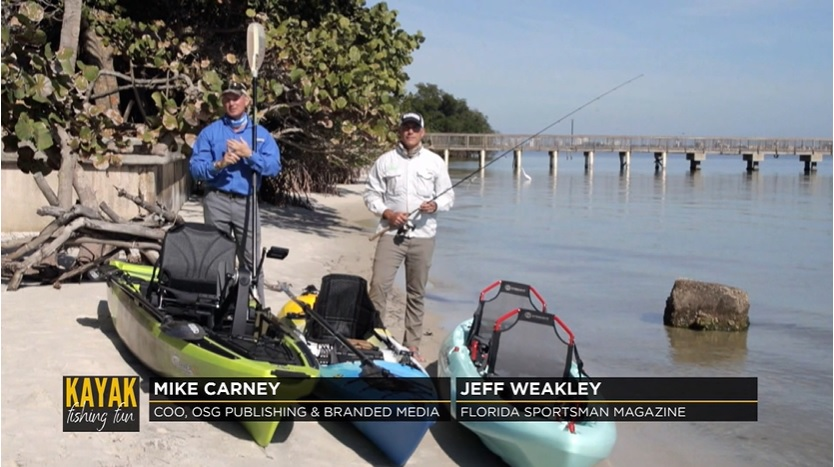 KAYAK
fishing fun
MIKE CARNEY
COO, OSG PUBLISHING & BRANDED MEDIA
JEFF WEAKLEY
FLORIDA SPORTSMAN MAGAZINE